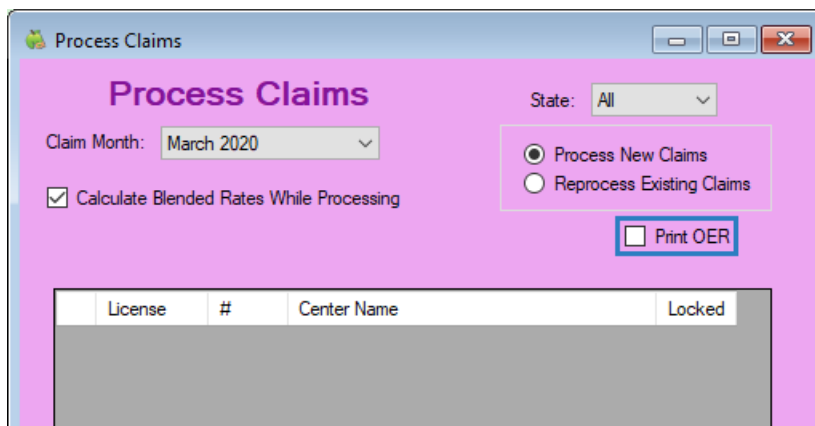 Process Claims
Process Claims
State: All
Claim Month: March 2020
Process New Claims
Reprocess Existing Claims
Calculate Blended Rates While Processing
Print OER
License # Center Name Locked